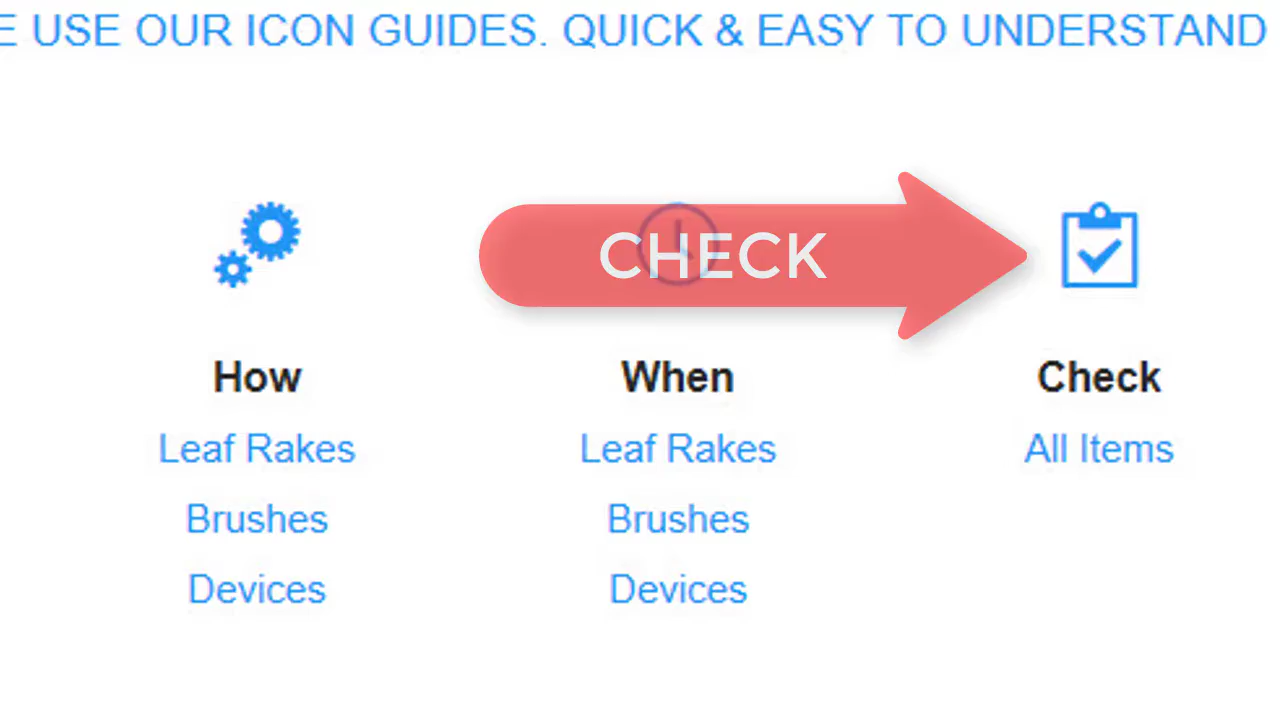 E USE OUR ICON GUIDES. QUICK & EASY TO UNDERSTAND
CHECK
How
Leaf Rakes
Brushes
Devices
When
Leaf Rakes
Brushes
Devices
Check
All Items